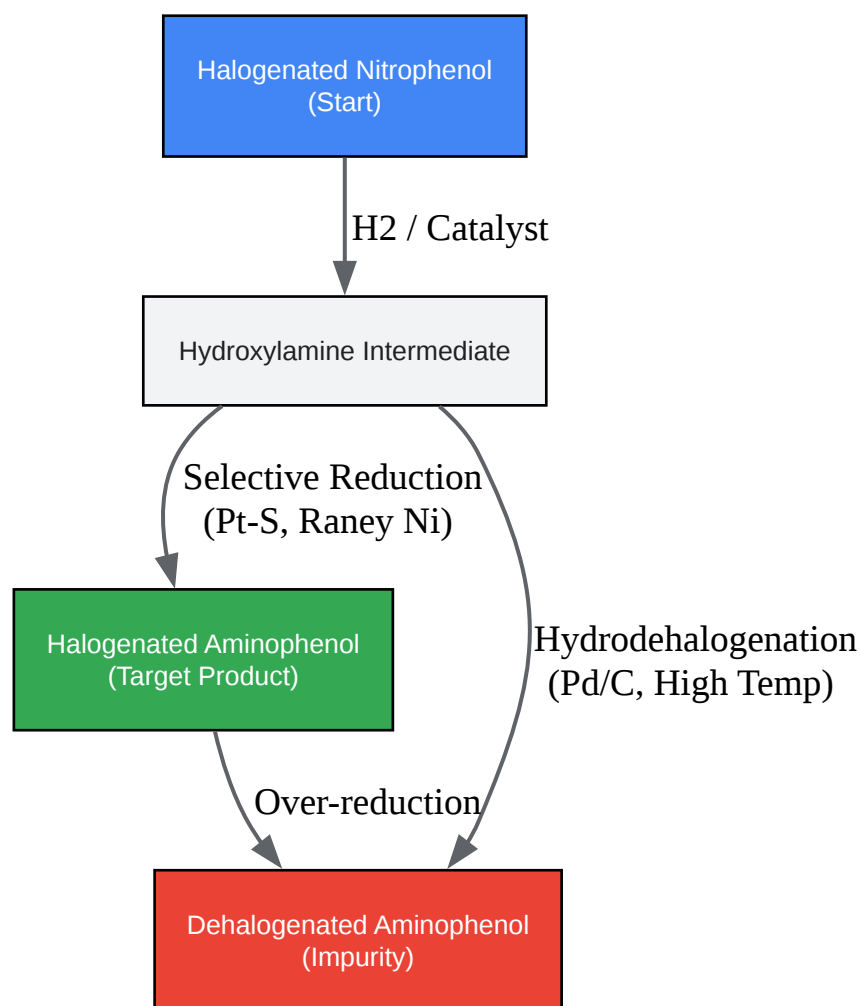 Halogenated Nitrophenol
(Start)
H2 / Catalyst
Hydroxylamine Intermediate
Selective Reduction
(Pt-S, Raney Ni)
Halogenated Aminophenol
(Target Product)
Hydrodehalogenation
(Pd/C, High Temp)
Over-reduction
Dehalogenated Aminophenol
(Impurity)